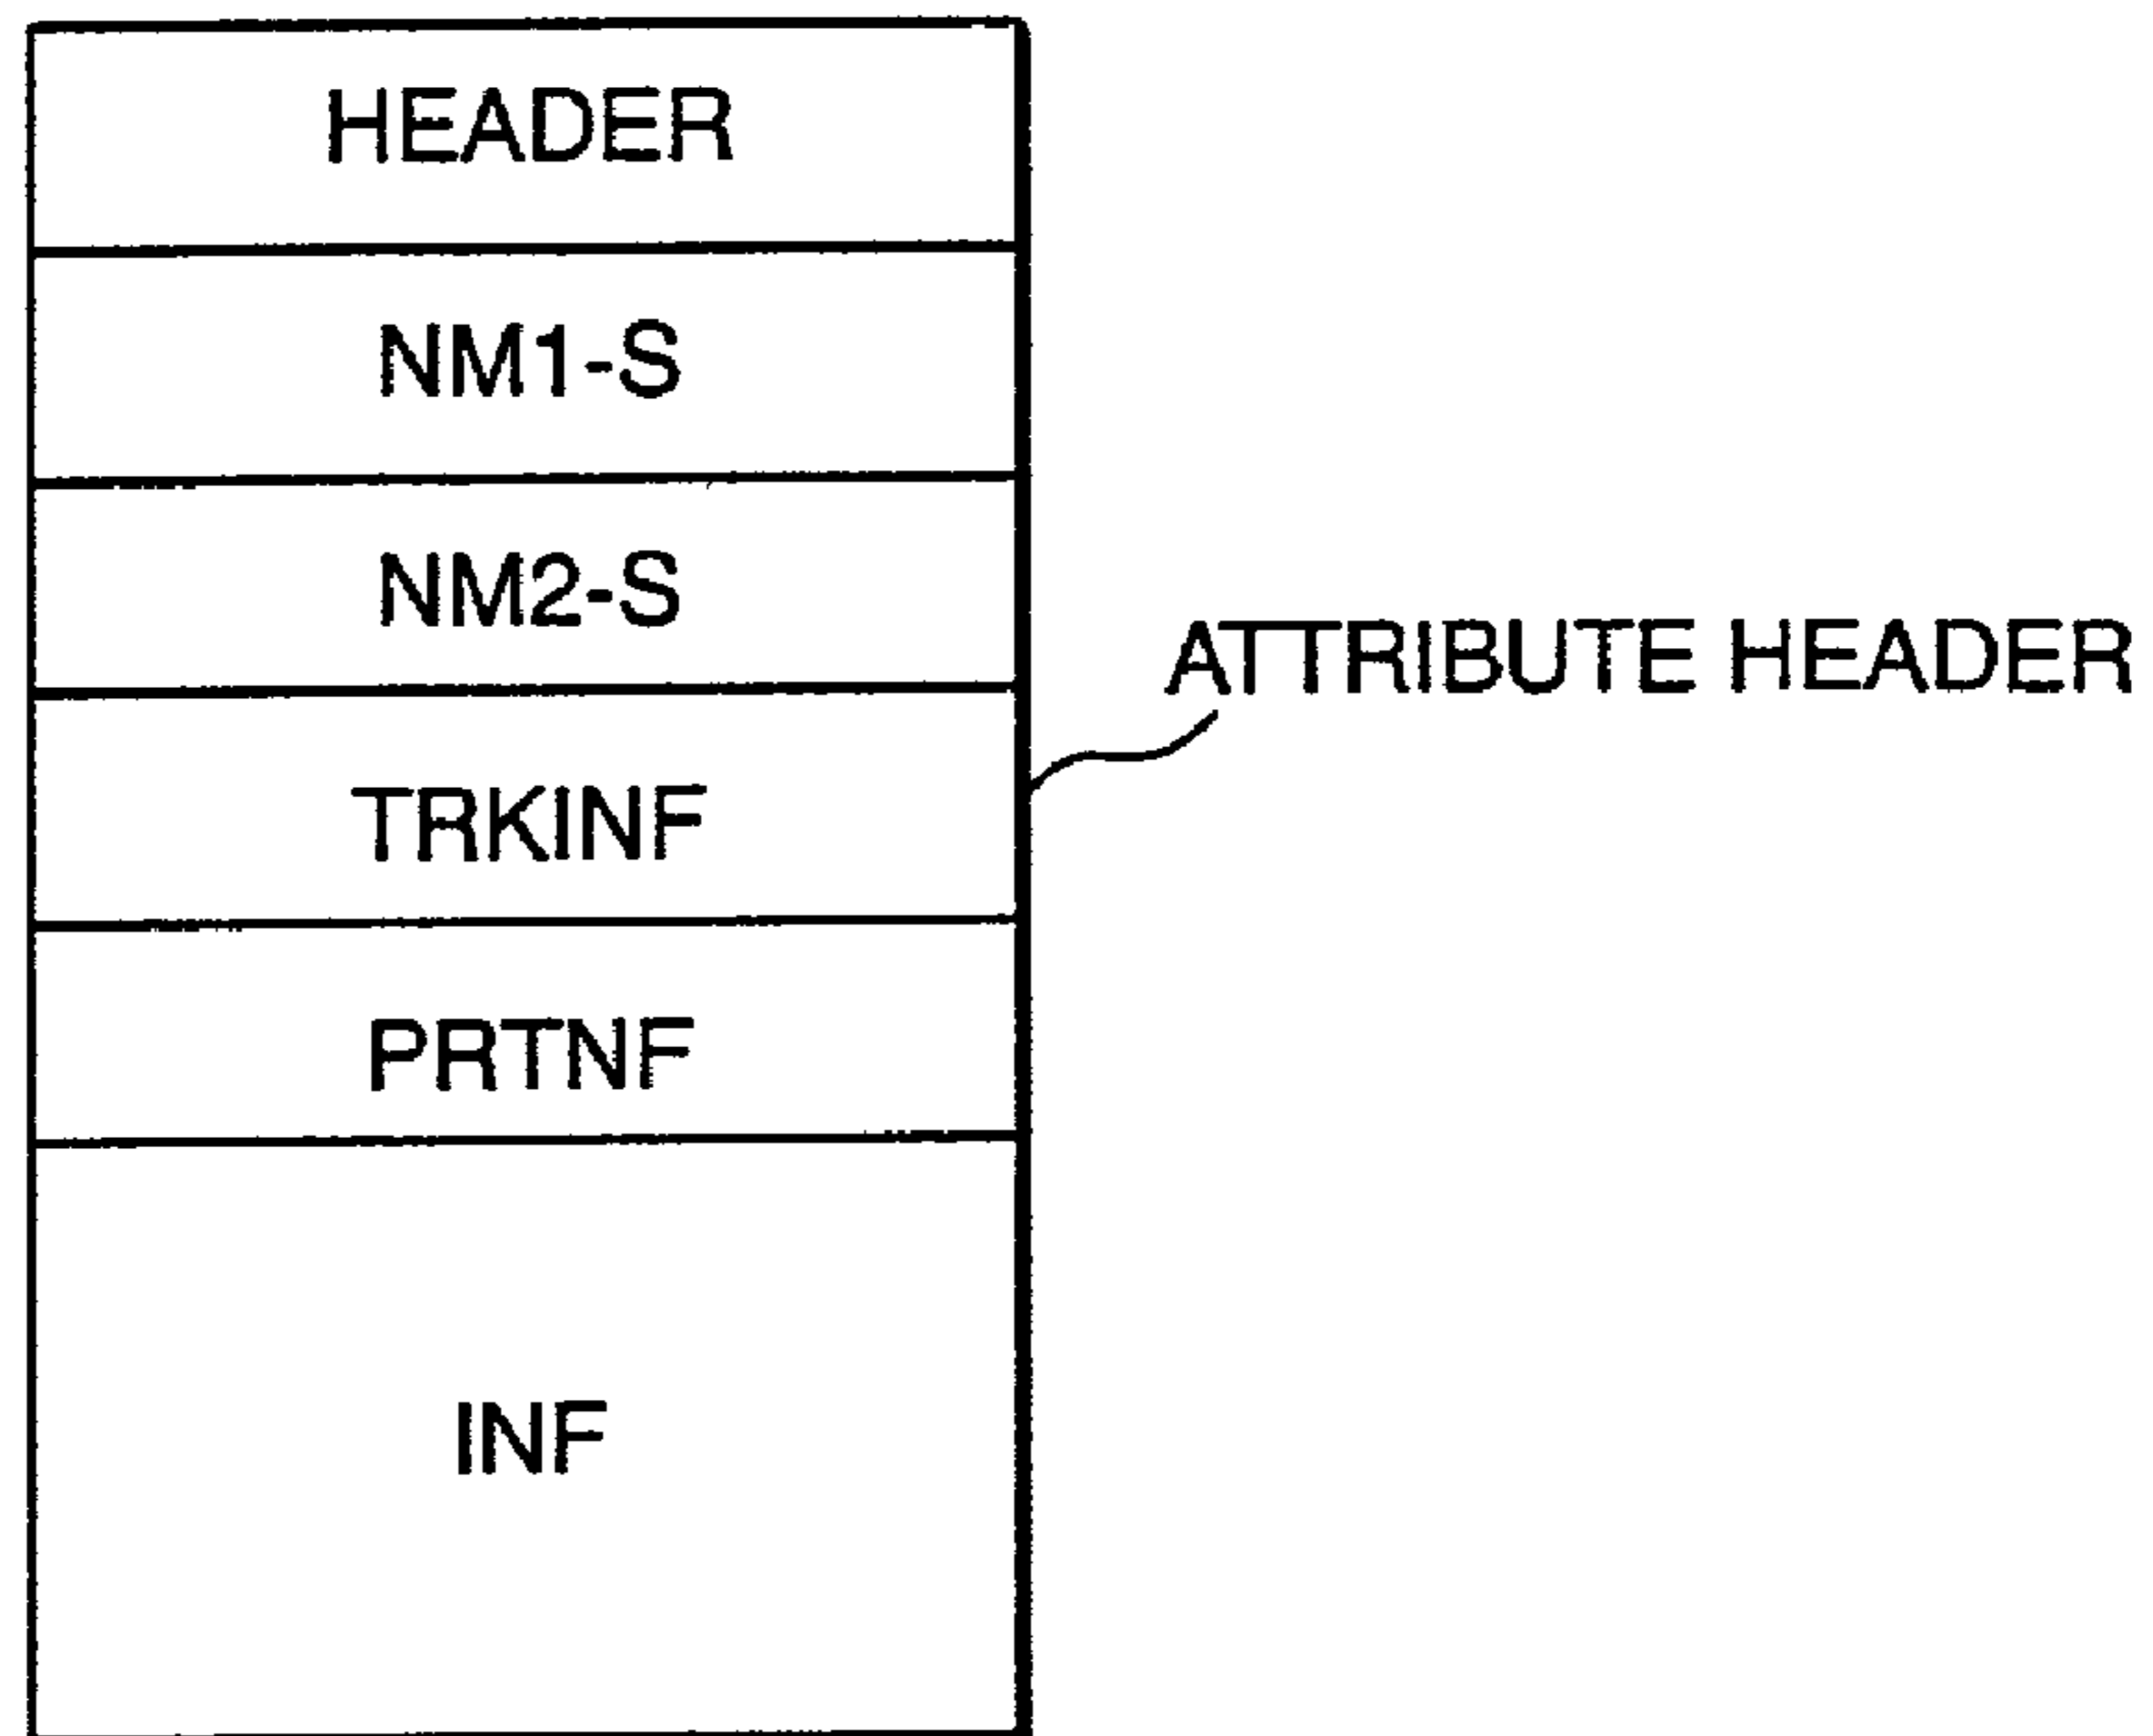 HEADER
NM1-S
NM2-S
ATTRIBUTE HEADER
TRKINF
PRTNF
INF